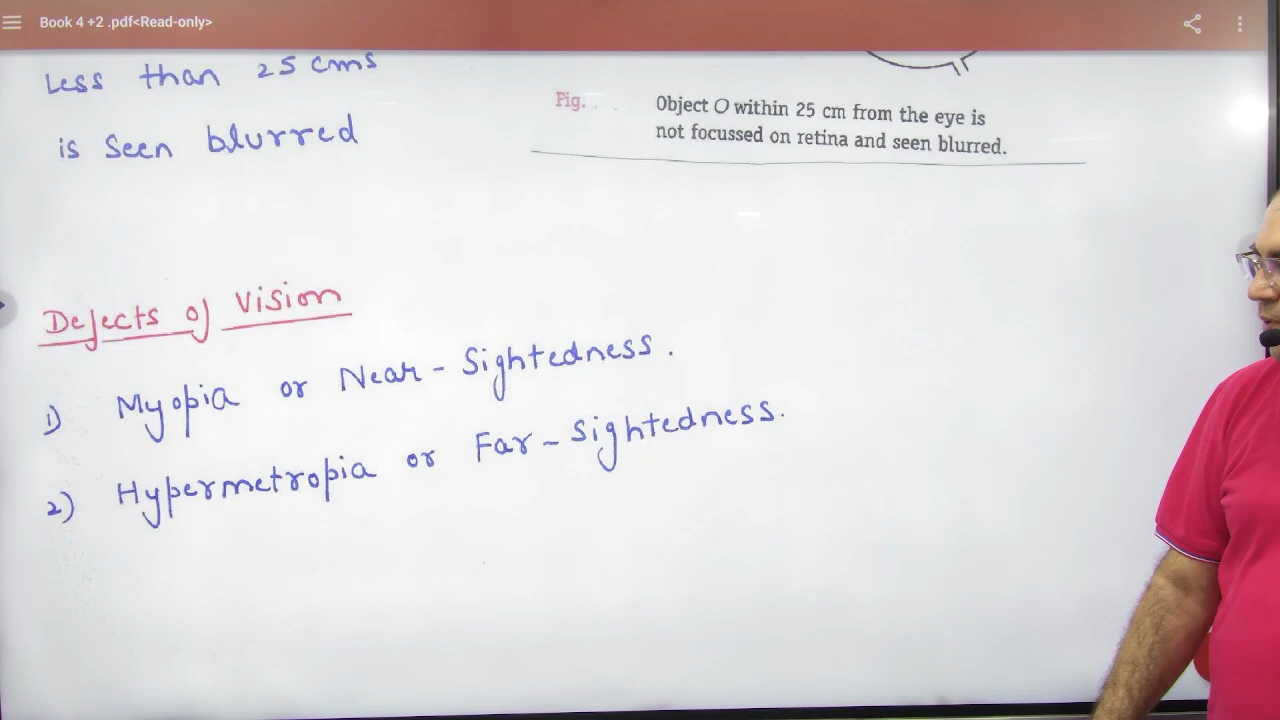 Book 4 +2 .pdf<Read-only>
Less than 25 cms
is seen blurred
Fig.
Object O within 25 cm from the eye is
not focussed on retina and seen blurred.
Defects of Vision
1) Myopia or Near-Sightedness.
2) Hypermetropia or Far-Sightedness.